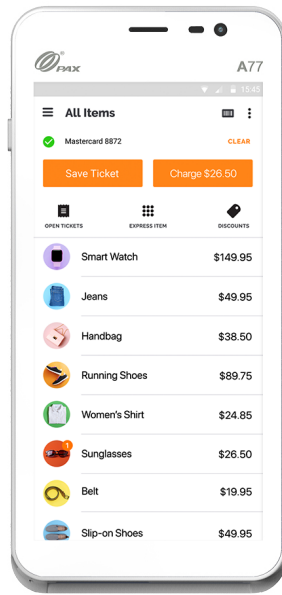 PAX
A77
15:45
All Items
Mastercard 8872
CLEAR
Save Ticket
Charge $26.50
OPEN TICKETS
EXPRESS ITEM
DISCOUNTS
Smart Watch $149.95
Jeans $49.95
Handbag $38.50
Running Shoes $89.75
Women's Shirt $24.85
1
Sunglasses $26.50
Belt $19.95
Slip-on Shoes $49.95